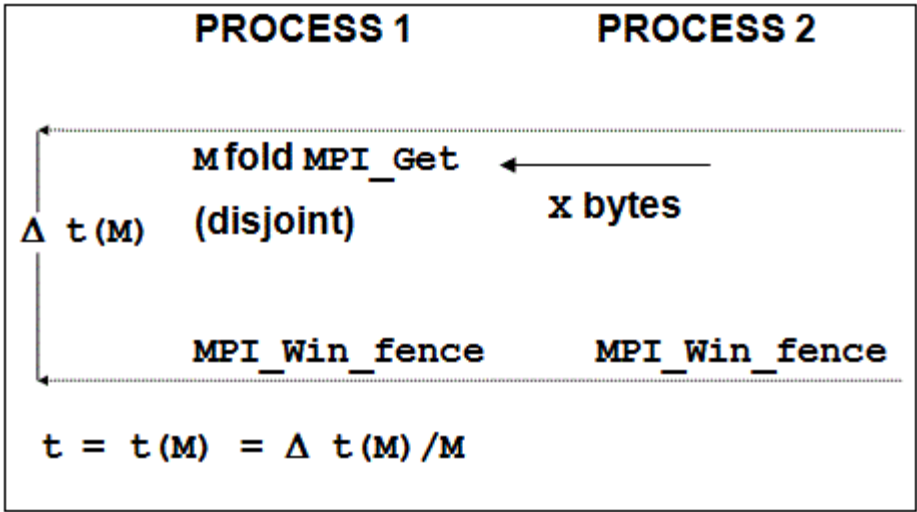 PROCESS 1 PROCESS 2
M fold MPI_Get
x bytes
(disjoint)
Δ t(M)
MPI_Win_fence MPI_Win_fence
t = t(M) = Δ t(M)/M